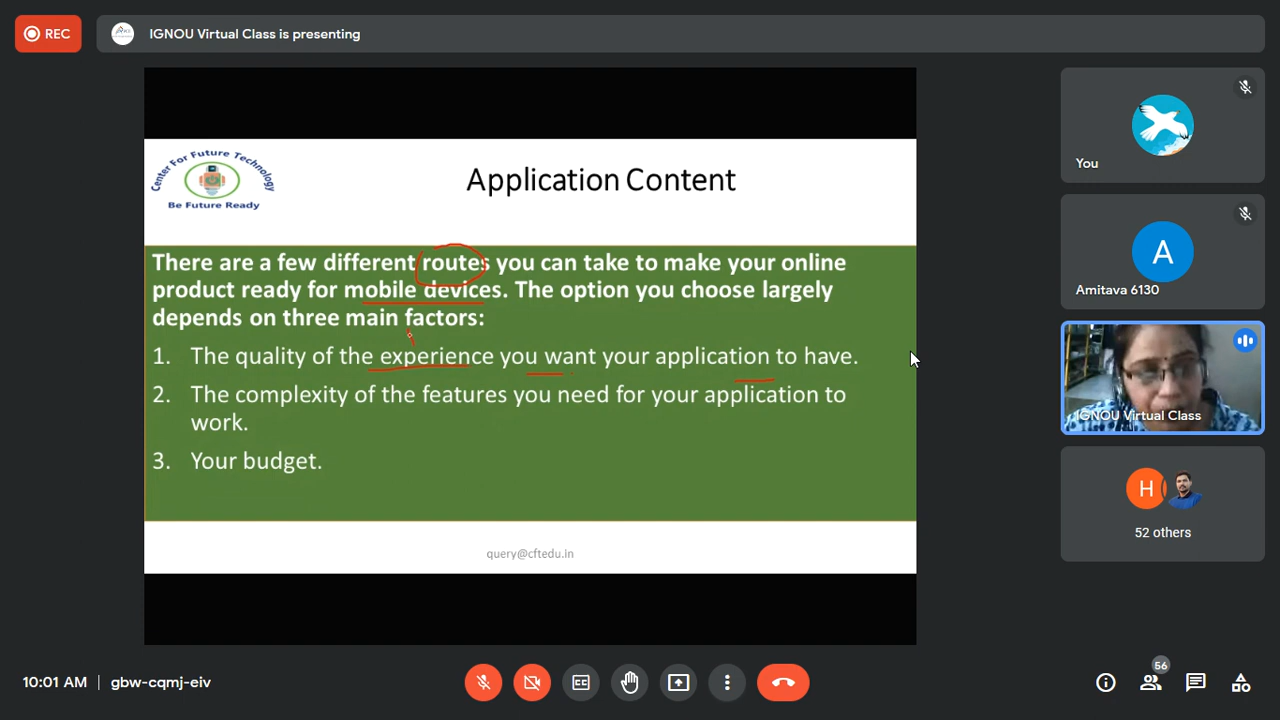 REC
IGNOU Virtual Class is presenting
Center For Future Technology
Be Future Ready
Application Content
There are a few different routes you can take to make your online
product ready for mobile devices. The option you choose largely
depends on three main factors:
1. The quality of the experience you want your application to have.
2. The complexity of the features you need for your application to
work.
3. Your budget.
query@cftedu.in
You
A
Amitava 6130
IGNOU Virtual Class
H
52 others
10:01 AM | gbw-cqmj-eiv
CC
56